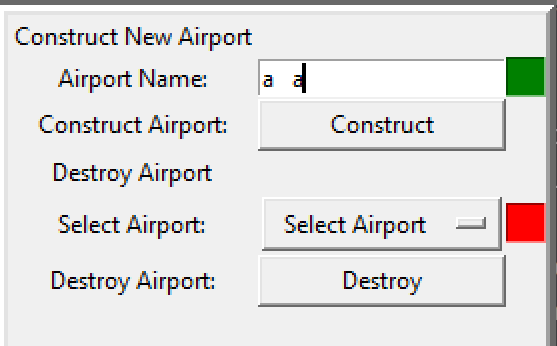 Construct New Airport
Airport Name: a  a
Construct Airport: Construct
Destroy Airport
Select Airport: Select Airport
Destroy Airport: Destroy